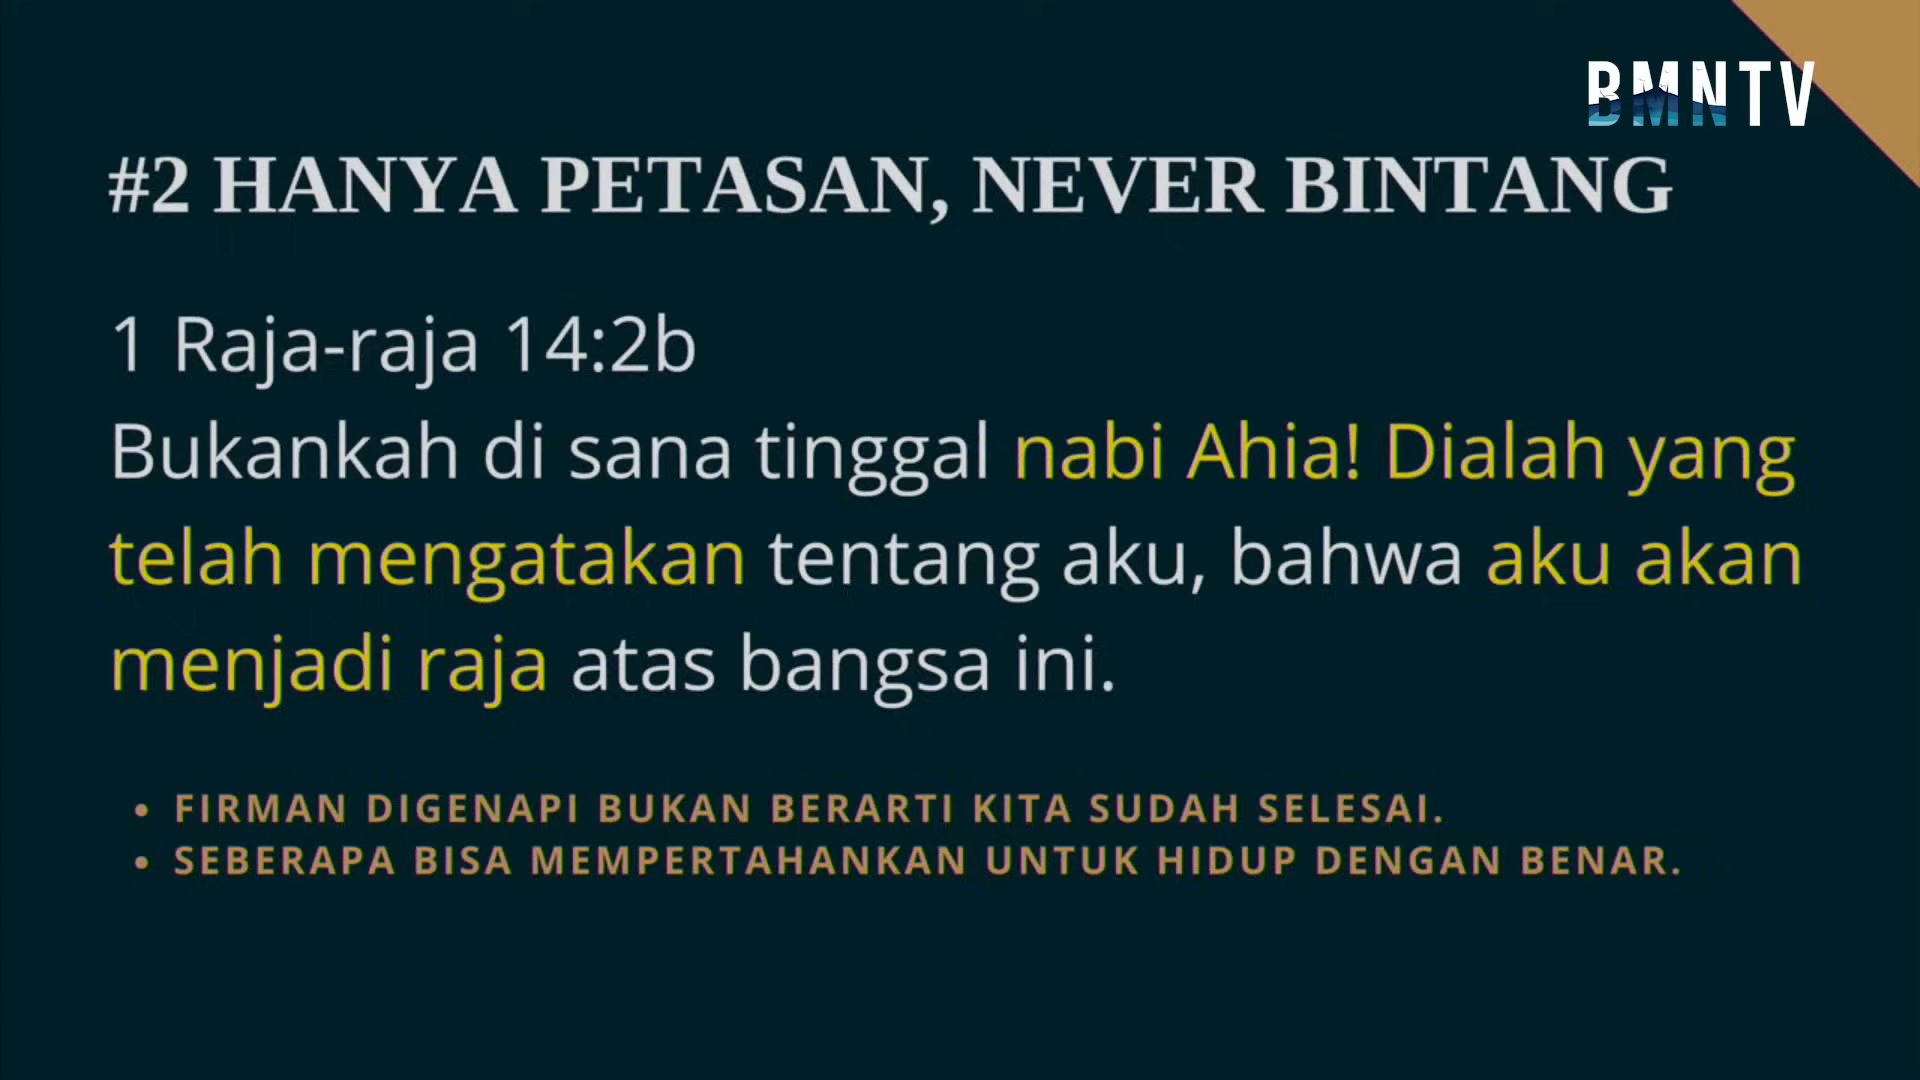 BMNTV
#2 HANYA PETASAN, NEVER BINTANG
1 Raja-raja 14:2b
Bukankah di sana tinggal nabi Ahia! Dialah yang
telah mengatakan tentang aku, bahwa aku akan
menjadi raja atas bangsa ini.
• FIRMAN DIGENAPI BUKAN BERARTI KITA SUDAH SELESAI.
• SEBERAPA BISA MEMPERTAHANKAN UNTUK HIDUP DENGAN BENAR.